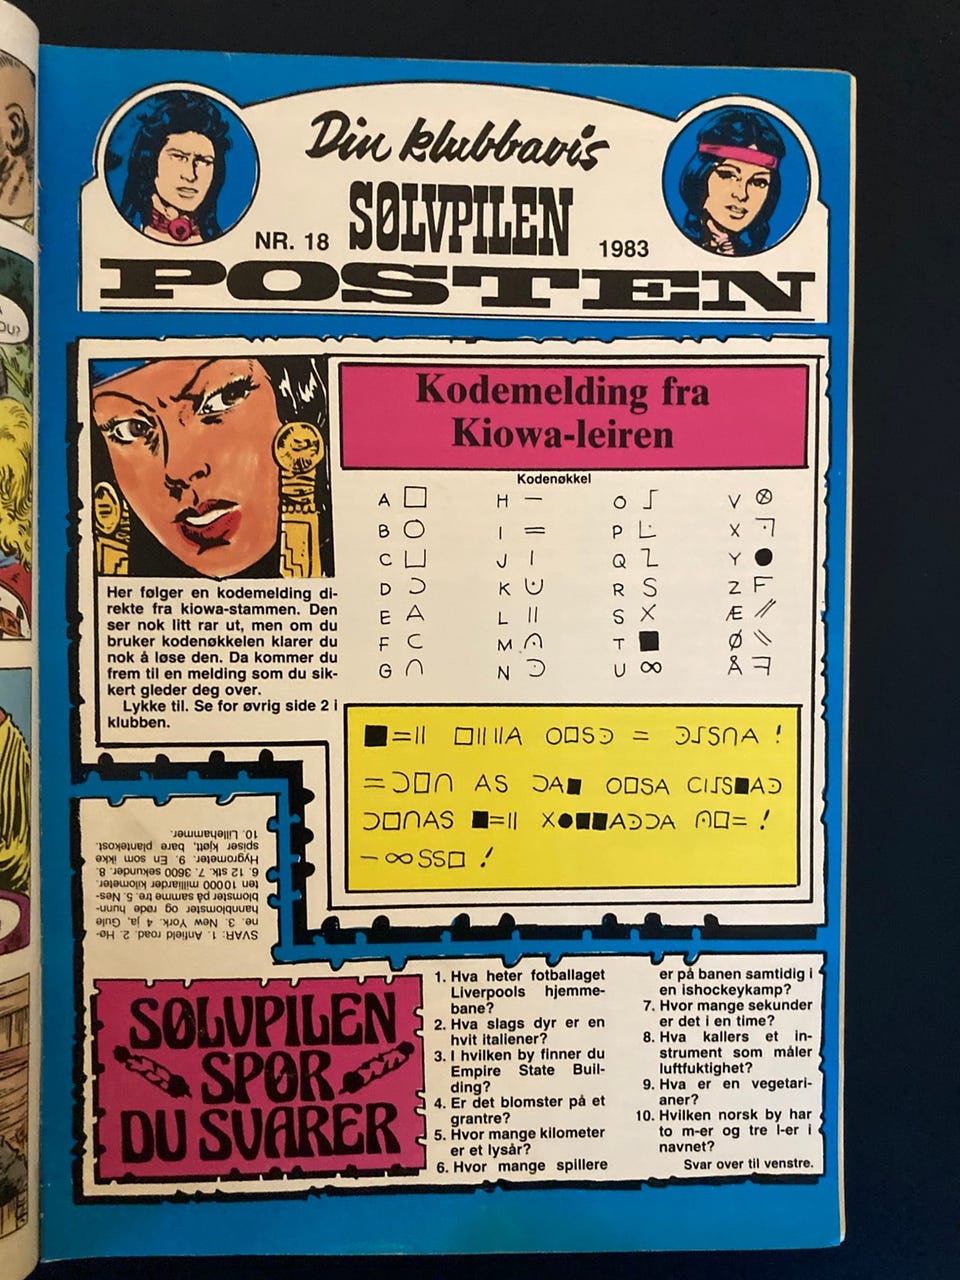 Din klubbavis
SØLVPILEN
NR. 18
1983
POSTEN
Kodemelding fra
Kiowa-leiren
Kodenøkkel
A H O V
B I P X
C J Q Y
D K R Z
E L S Æ
F M T Ø
G N U Å
Her følger en kodemelding di-
rekte fra kiowa-stammen. Den
ser nok litt rar ut, men om du
bruker kodenøkkelen klarer du
nok å løse den. Da kommer du
frem til en melding som du sik-
kert gleder deg over.
Lykke til. Se for øvrig side 2 i
klubben.
SVAR: 1. Anfield road. 2. Hø-
ne. 3. New York. 4 ja, Gule
hannblomster og røde hunn-
blomster på samme tre. 5. Nes-
ten 10000 milliarder kilometer.
6. 12 stk. 7. 3600 sekunder. 8.
Hygrometer. 9. En som ikke
spiser kjøtt, bare plantekost.
10. Lillehammer.
SØLVPILEN
SPØR
DU SVARER
1. Hva heter fotballaget
Liverpools hjemme-
bane?
2. Hva slags dyr er en
hvit italiener?
3. I hvilken by finner du
Empire State Buil-
ding?
4. Er det blomster på et
grantre?
5. Hvor mange kilometer
er et lysår?
6. Hvor mange spillere
er på banen samtidig i
en ishockeykamp?
7. Hvor mange sekunder
er det i en time?
8. Hva kallers et in-
strument som måler
luftfuktighet?
9. Hva er en vegetari-
aner?
10. Hvilken norsk by har
to m-er og tre l-er i
navnet?
Svar over til venstre.